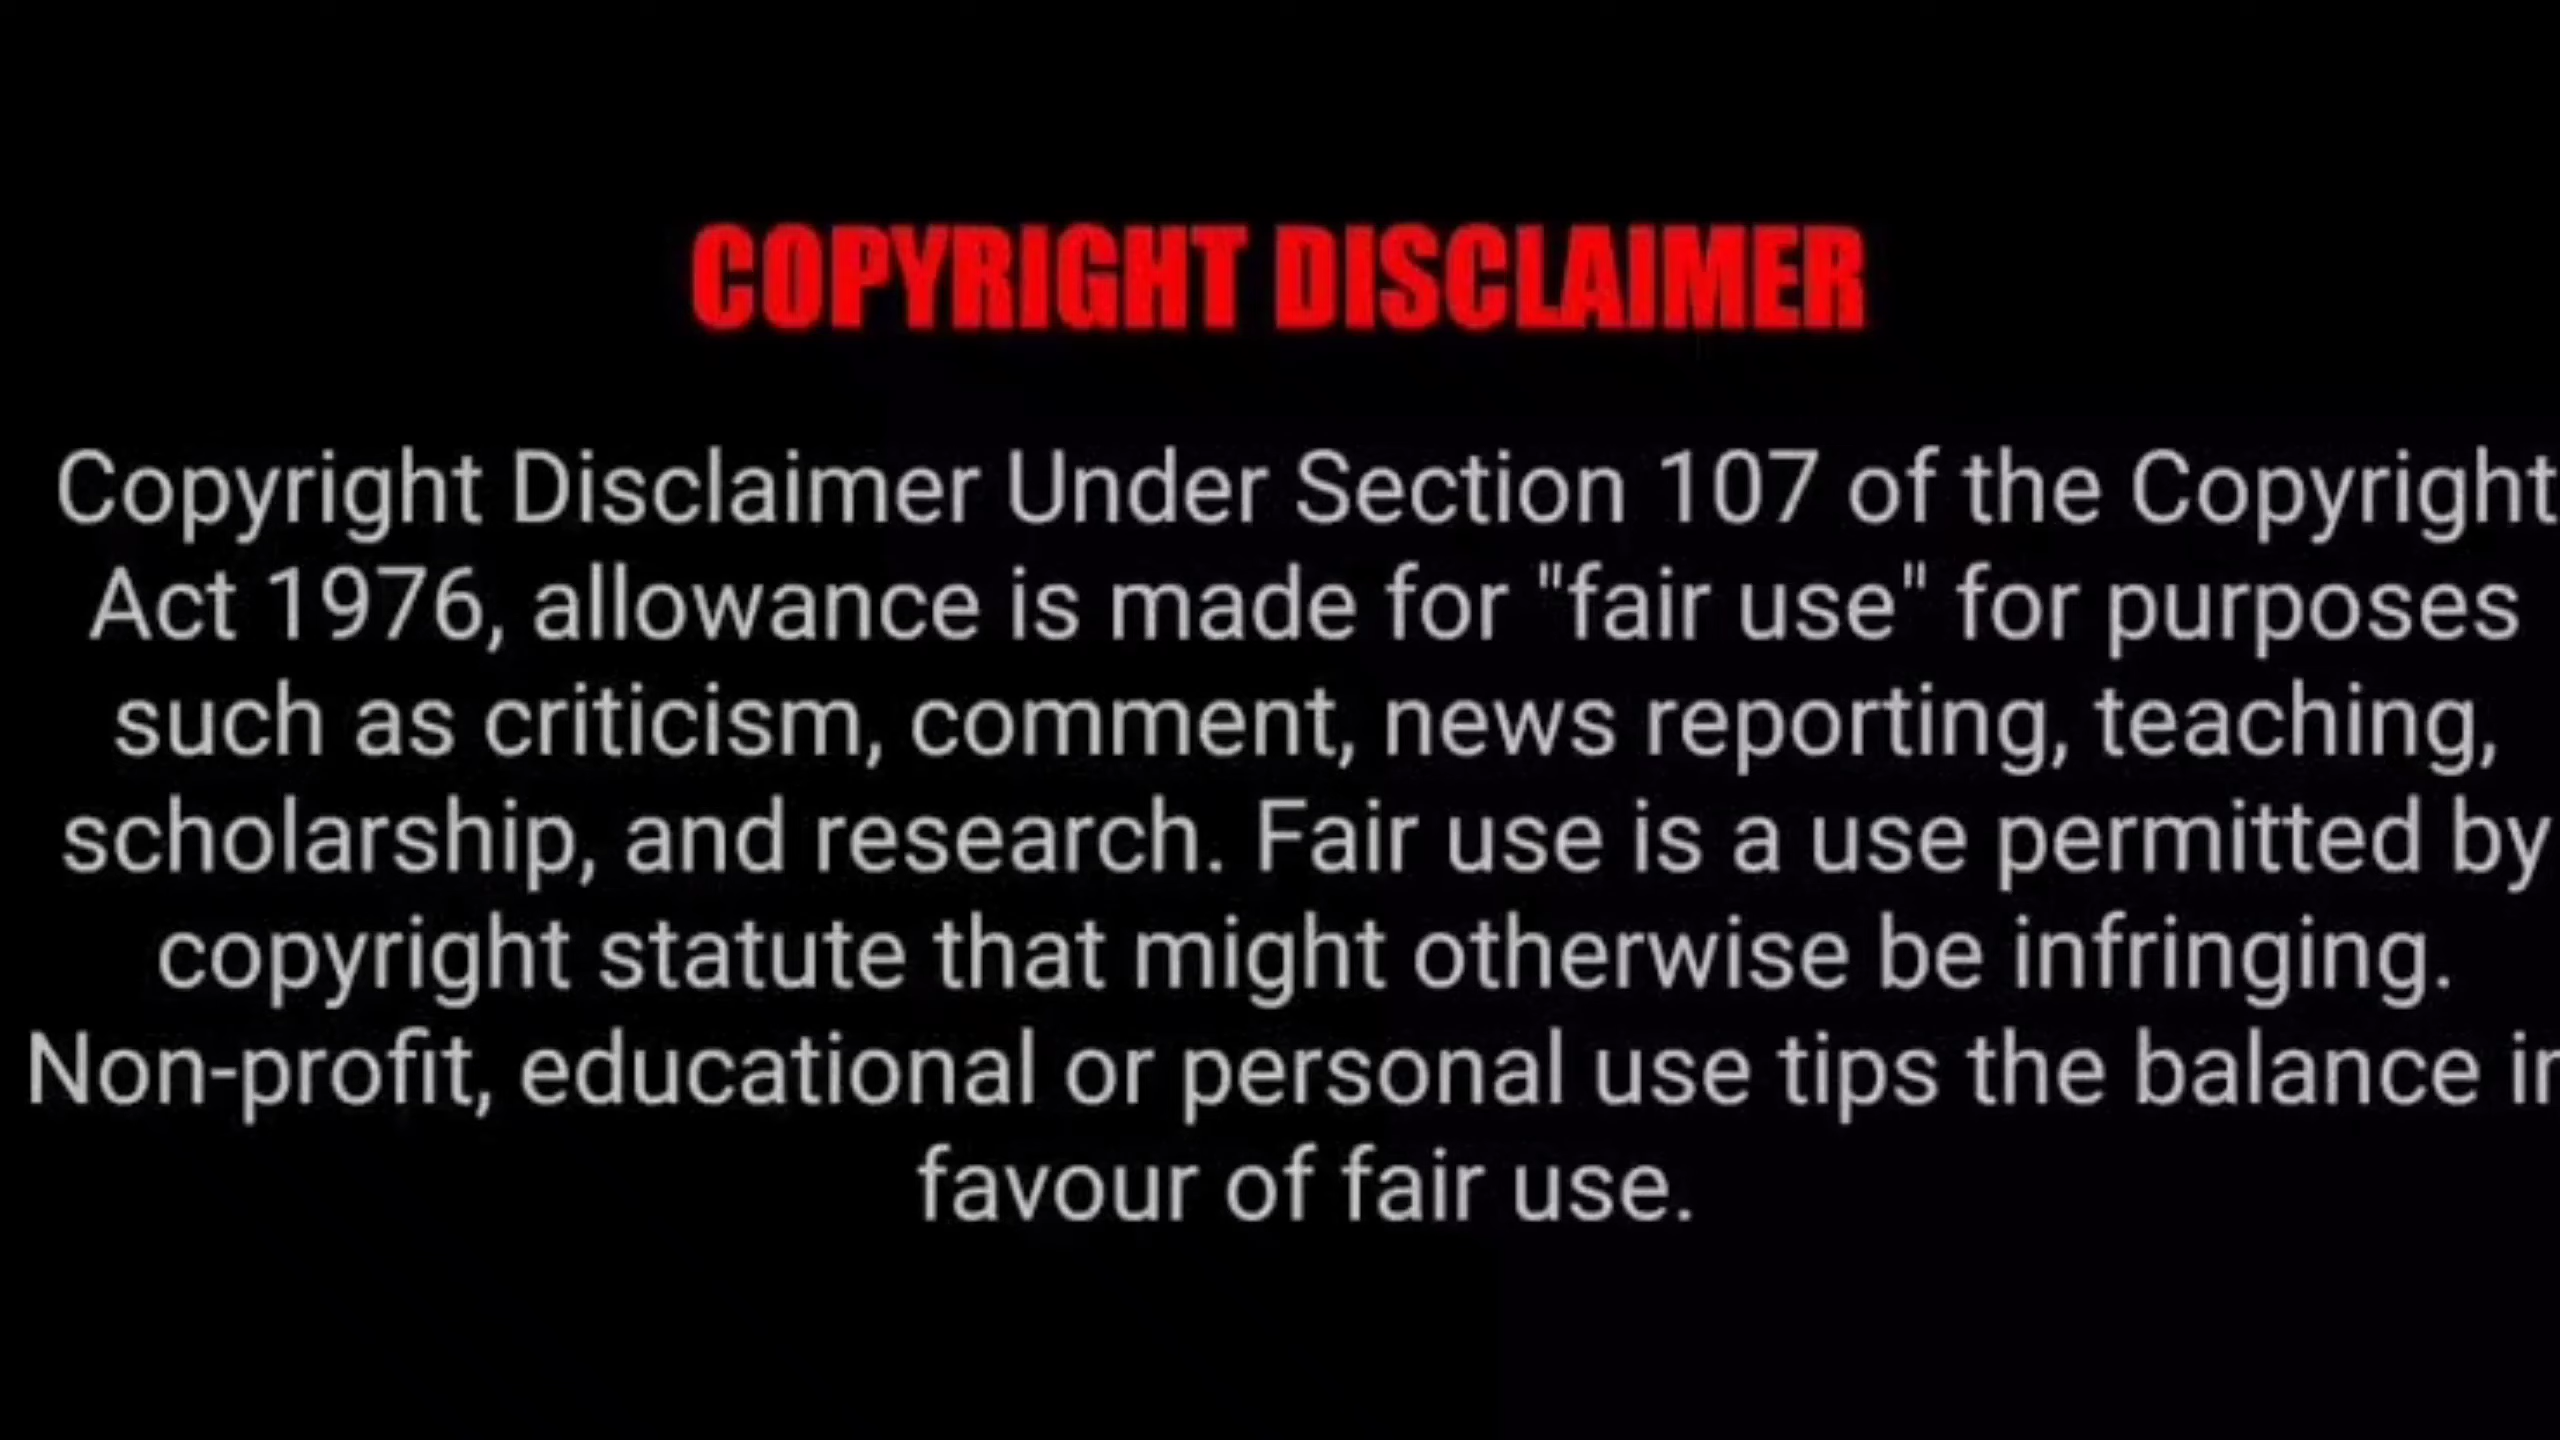 COPYRIGHT DISCLAIMER
Copyright Disclaimer Under Section 107 of the Copyright
Act 1976, allowance is made for "fair use" for purposes
such as criticism, comment, news reporting, teaching,
scholarship, and research. Fair use is a use permitted by
copyright statute that might otherwise be infringing.
Non-profit, educational or personal use tips the balance in
favour of fair use.